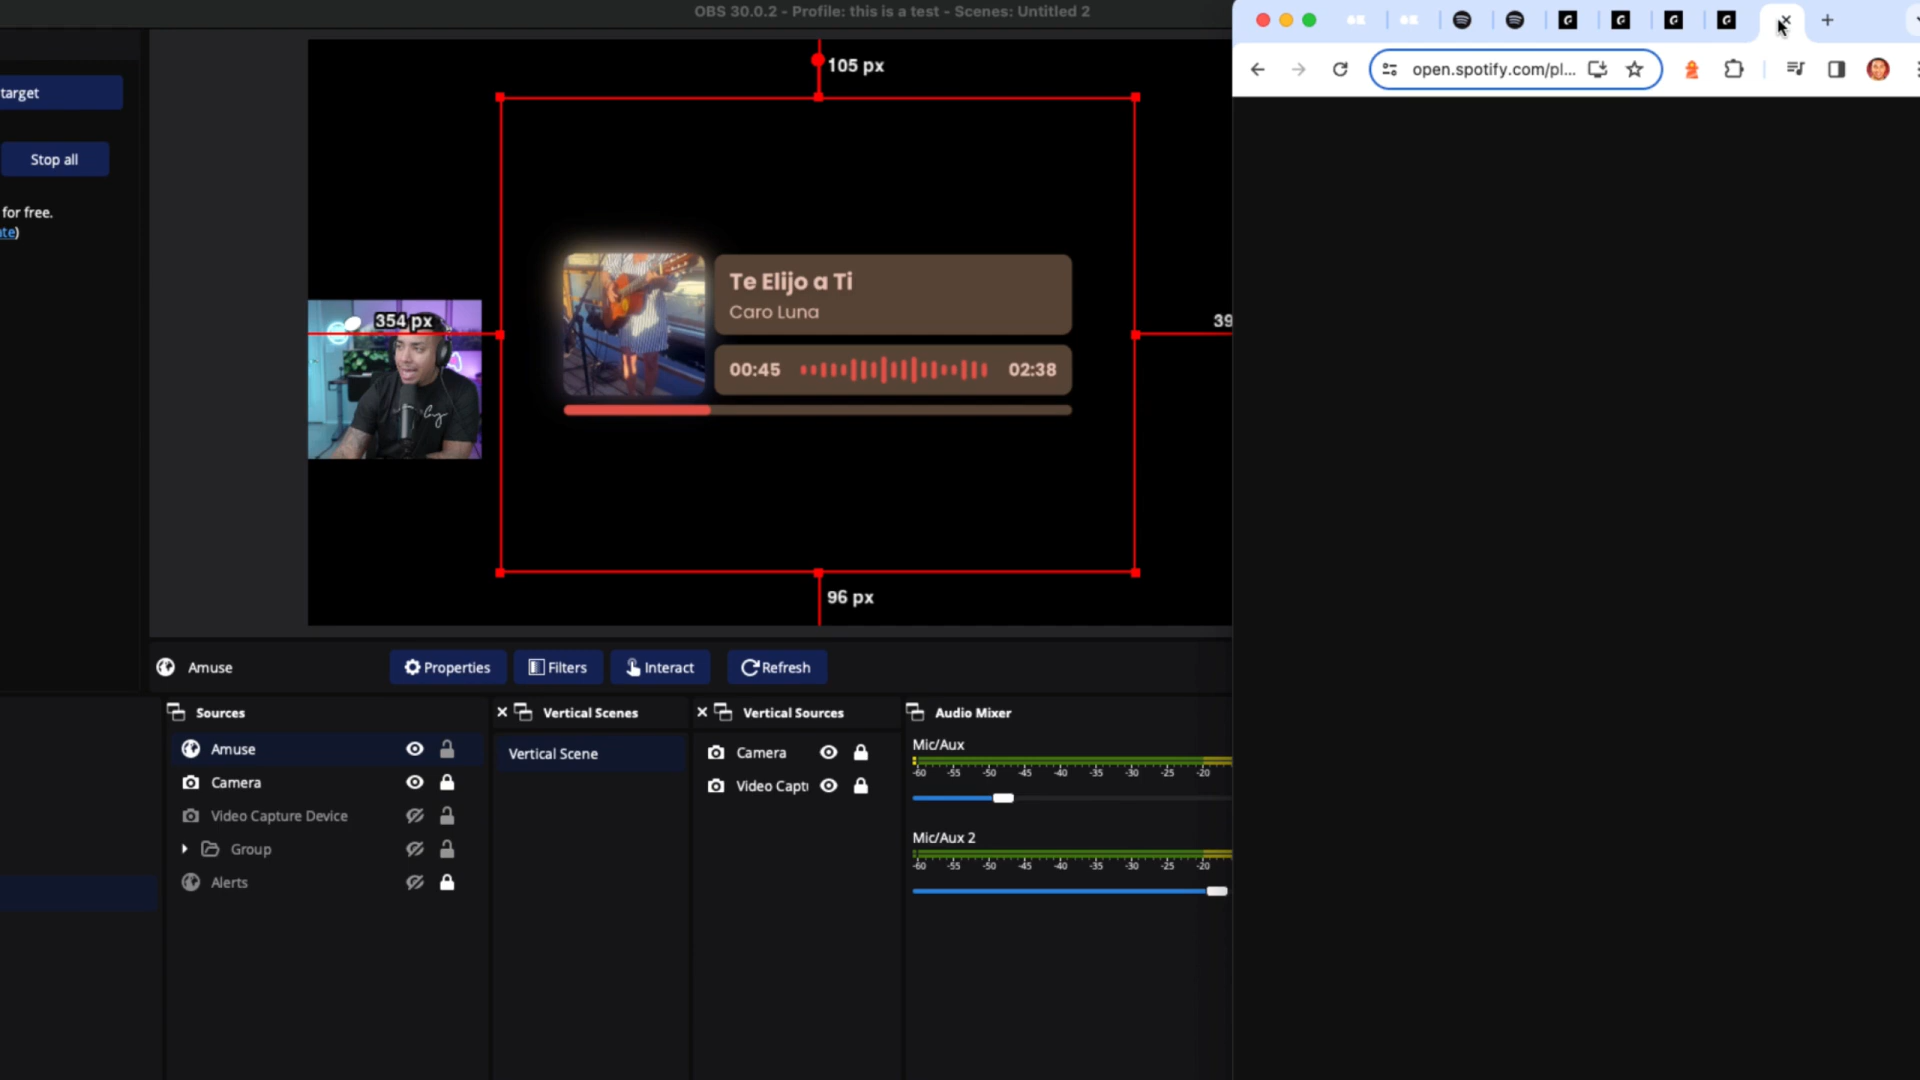 OBS 30.0.2 - Profile: this is a test - Scenes: Untitled 2
target
Stop all
for free.
ate)
105 px
354 px
39
96 px
Te Elijo a Ti
Caro Luna
00:45
02:38
open.spotify.com/pl...
Amuse
Properties
Filters
Interact
Refresh
Sources
Amuse
Camera
Video Capture Device
Group
Alerts
Vertical Scenes
Vertical Scene
Vertical Sources
Camera
Video Captu
Audio Mixer
Mic/Aux
-60 -55 -50 -45 -40 -35 -30 -25 -20
Mic/Aux 2
-60 -55 -50 -45 -40 -35 -30 -25 -20